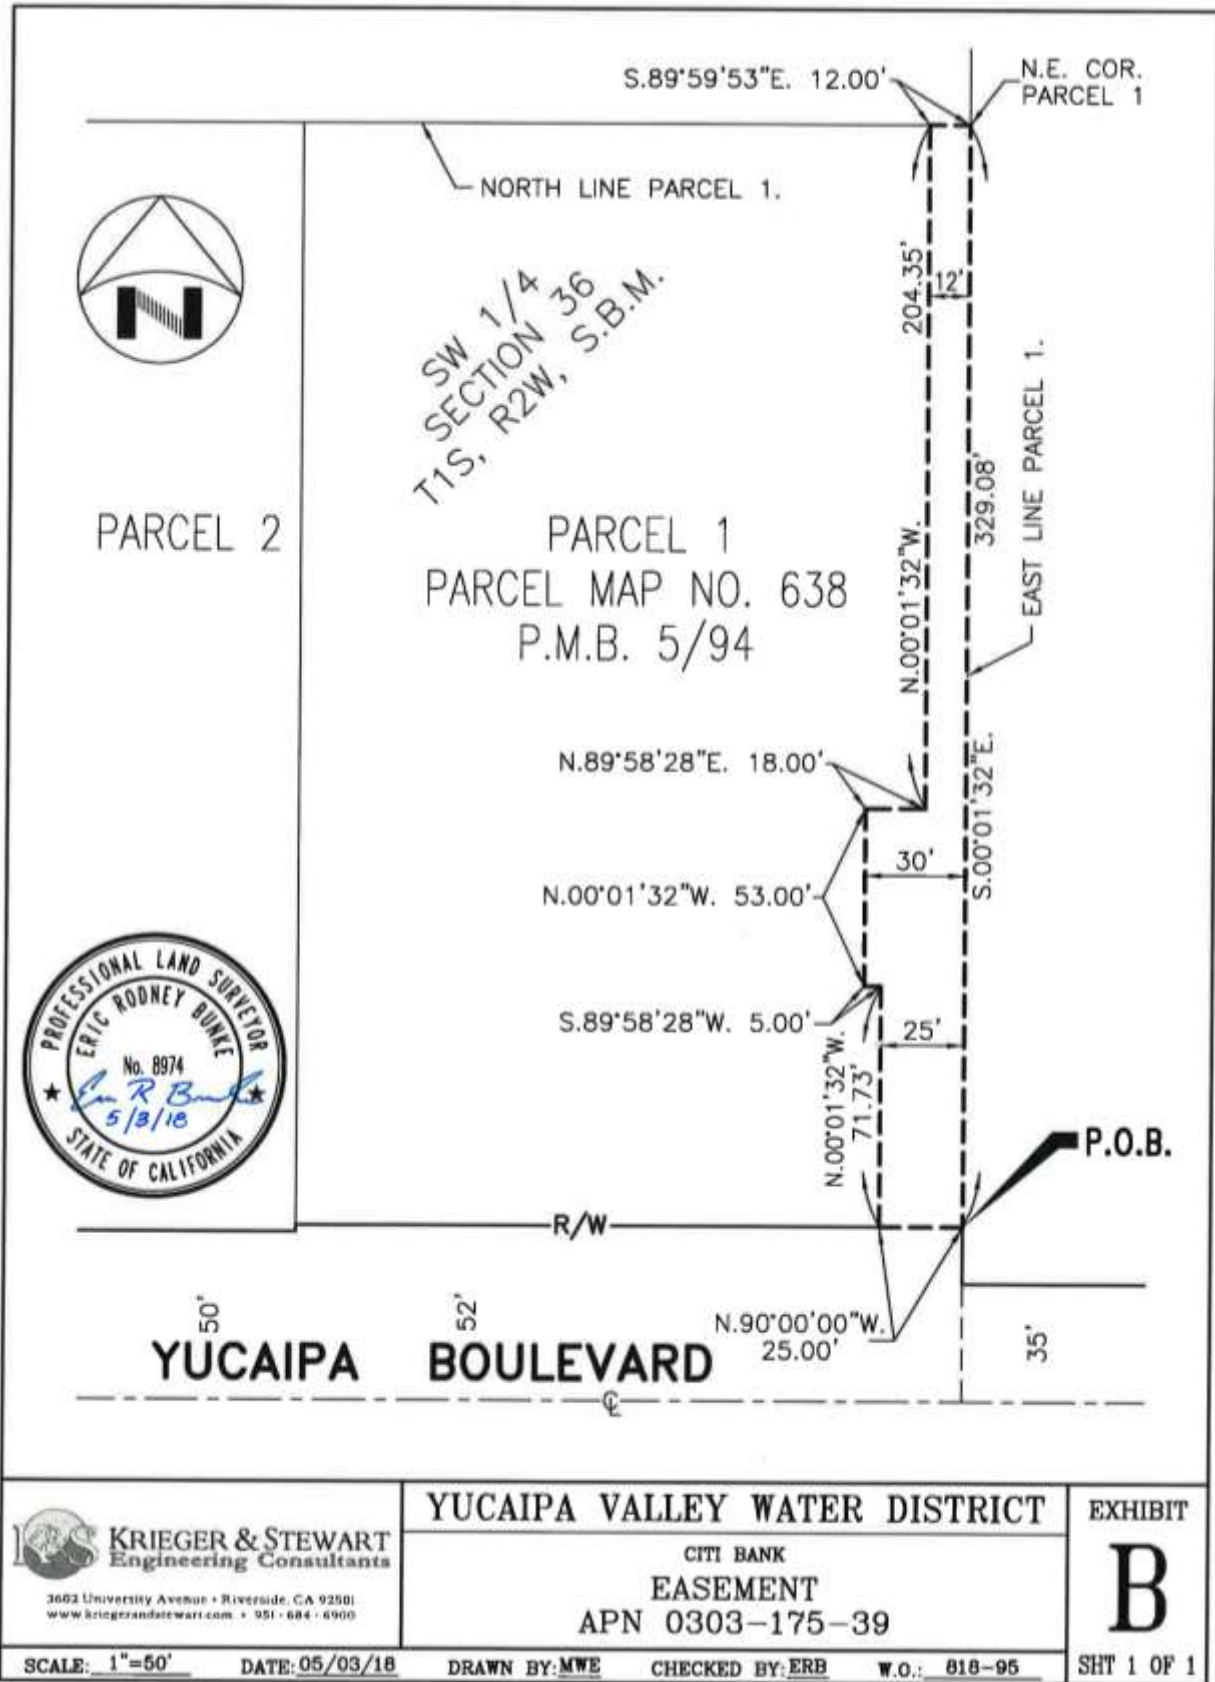 S.89°59'53"E. 12.00'
N.E. COR.
PARCEL 1
NORTH LINE PARCEL 1.
N
SW 1/4
SECTION 36
T1S, R2W, S.B.M.
204.35'
12'
N.00°01'32"W.
EAST LINE PARCEL 1.
329.08'
S.00°01'32"E.
PARCEL 2
PARCEL 1
PARCEL MAP NO. 638
P.M.B. 5/94
N.89°58'28"E. 18.00'
30'
N.00°01'32"W. 53.00'
S.89°58'28"W. 5.00'
25'
N.00°01'32"W.
71.73'
PROFESSIONAL LAND SURVEYOR
ERIC RODNEY BUNKE
No. 8974
Eric R Bunke
5/3/18
STATE OF CALIFORNIA
P.O.B.
R/W
50'
52'
N.90°00'00"W.
25.00'
35'
YUCAIPA BOULEVARD
℄
K&S
KRIEGER & STEWART
Engineering Consultants
3602 University Avenue • Riverside, CA 92501
www.kriegerandstewart.com • 951 - 684 - 6900
YUCAIPA VALLEY WATER DISTRICT
CITI BANK
EASEMENT
APN 0303-175-39
EXHIBIT
B
SCALE: 1"=50' DATE: 05/03/18 DRAWN BY: MWE CHECKED BY: ERB W.O.: 818-95 SHT 1 OF 1